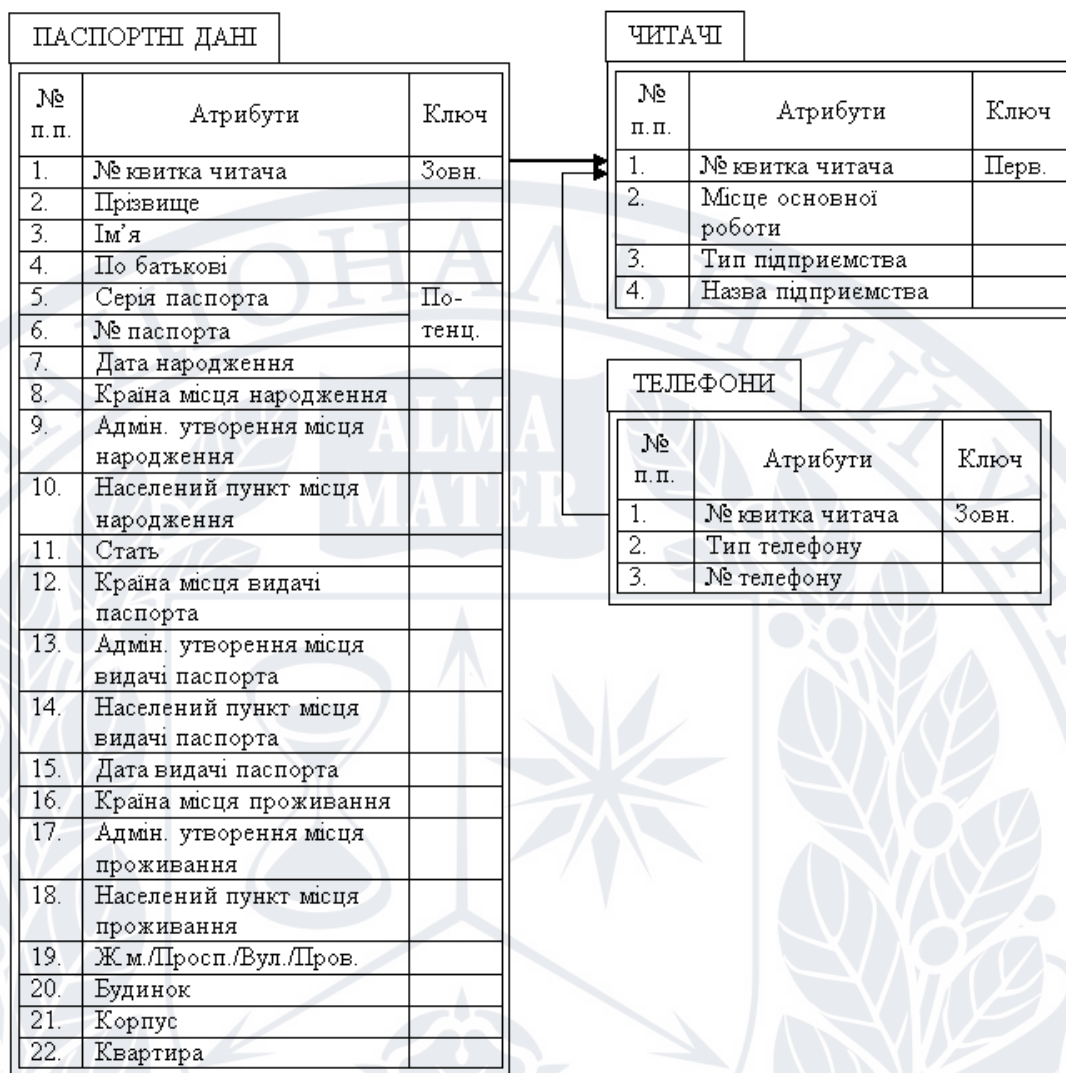 ПАСПОРТНІ ДАНІ
№ п.п. Атрибути Ключ
1. № квитка читача Зовн.
2. Прізвище
3. Ім’я
4. По батькові
5. Серія паспорта По-
6. № паспорта тенц.
7. Дата народження
8. Країна місця народження
9. Адмін. утворення місця
народження
10. Населений пункт місця
народження
11. Стать
12. Країна місця видачі
паспорта
13. Адмін. утворення місця
видачі паспорта
14. Населений пункт місця
видачі паспорта
15. Дата видачі паспорта
16. Країна місця проживання
17. Адмін. утворення місця
проживання
18. Населений пункт місця
проживання
19. Ж.м./Просп./Вул./Пров.
20. Будинок
21. Корпус
22. Квартира
ЧИТАЧІ
№ п.п. Атрибути Ключ
1. № квитка читача Перв.
2. Місце основної
роботи
3. Тип підприємства
4. Назва підприємства
ТЕЛЕФОНИ
№ п.п. Атрибути Ключ
1. № квитка читача Зовн.
2. Тип телефону
3. № телефону
ALMA
MATER